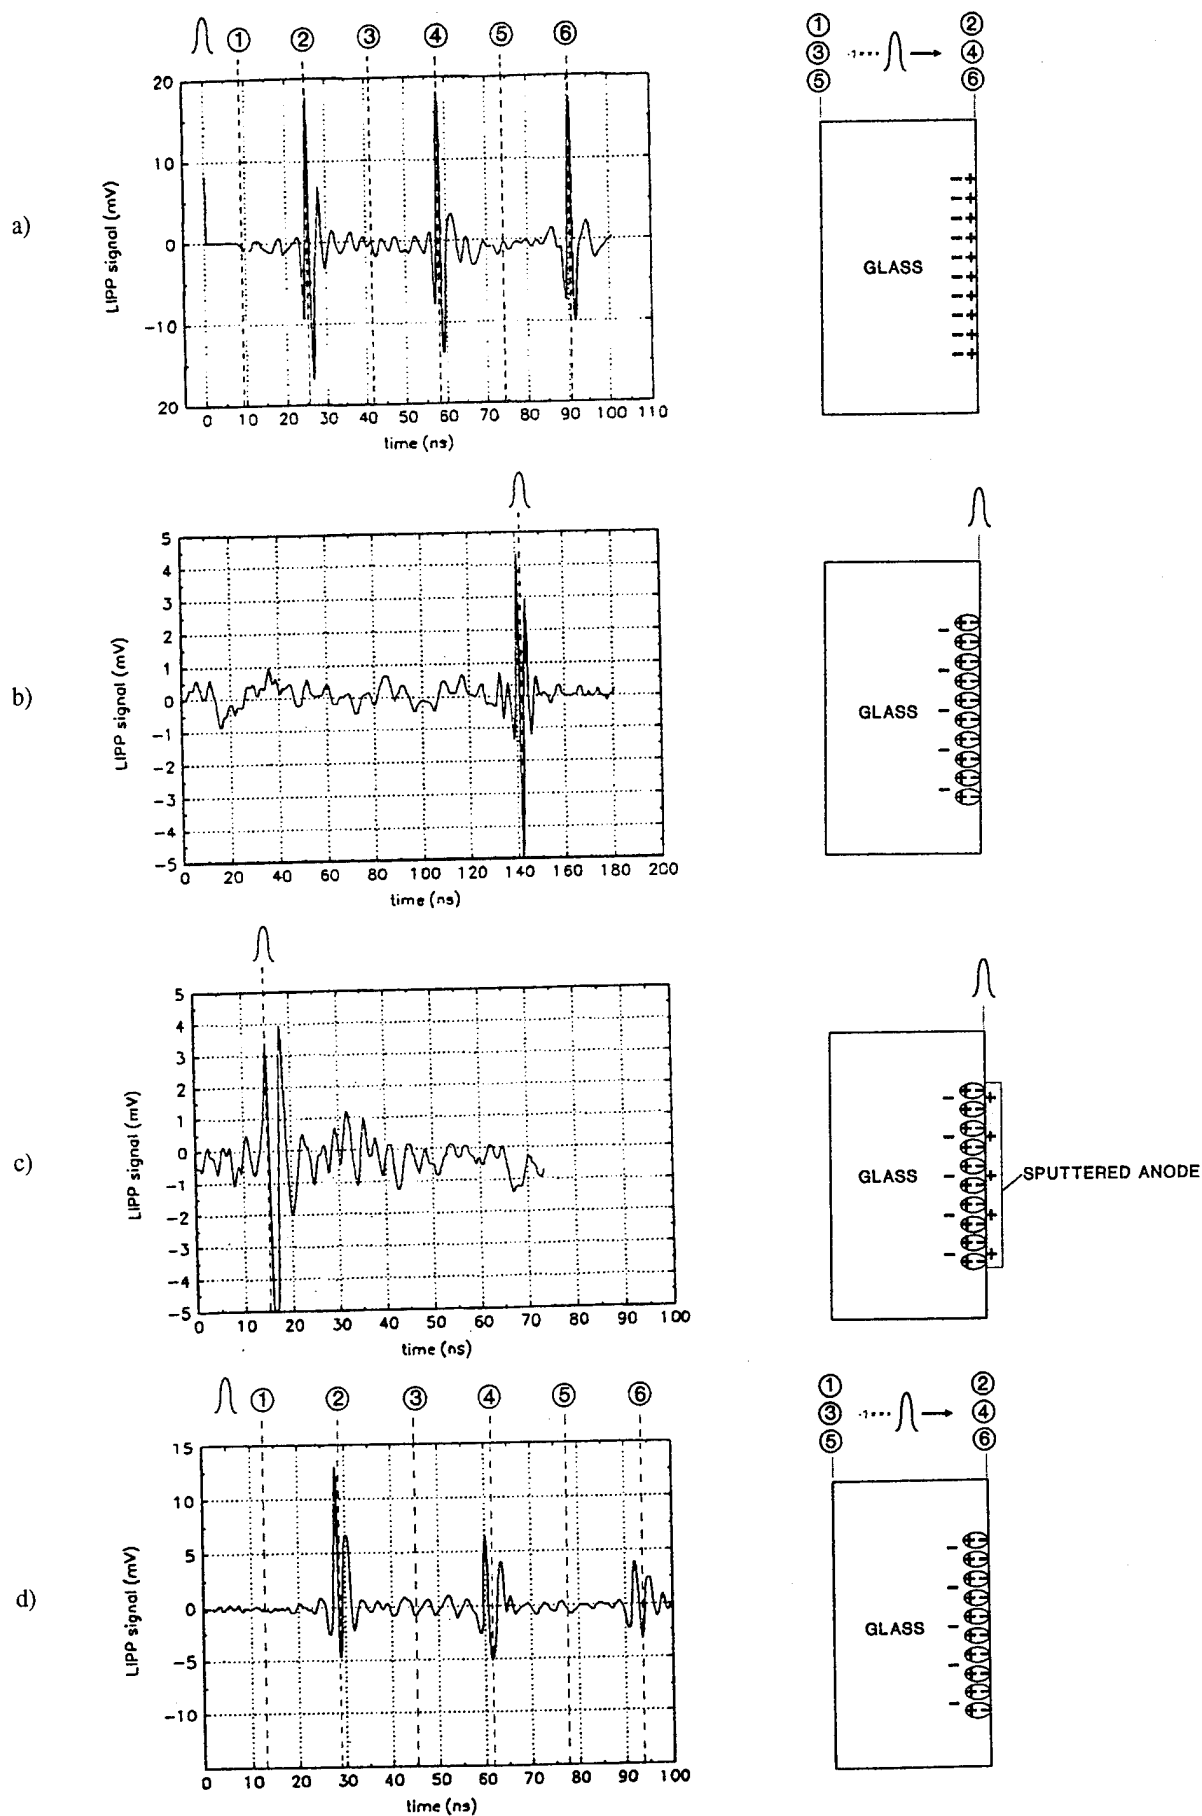 ① ② ③ ④ ⑤ ⑥
a)
LIPP signal (mV)
20
10
0
−10
20
0 10 20 30 40 50 60 70 80 90 100 110
time (ns)
① ②
③ ④
⑤ ⑥
GLASS
b)
LIPP signal (mV)
5
4
3
2
1
0
−1
−2
−3
−4
−5
0 20 40 60 80 100 120 140 160 180 200
time (ns)
GLASS
c)
LIPP signal (mV)
5
4
3
2
1
0
−1
−2
−3
−4
−5
0 10 20 30 40 50 60 70 80 90 100
time (ns)
GLASS
SPUTTERED ANODE
① ② ③ ④ ⑤ ⑥
d)
LIPP signal (mV)
15
10
5
0
−5
−10
0 10 20 30 40 50 60 70 80 90 100
time (ns)
① ②
③ ④
⑤ ⑥
GLASS